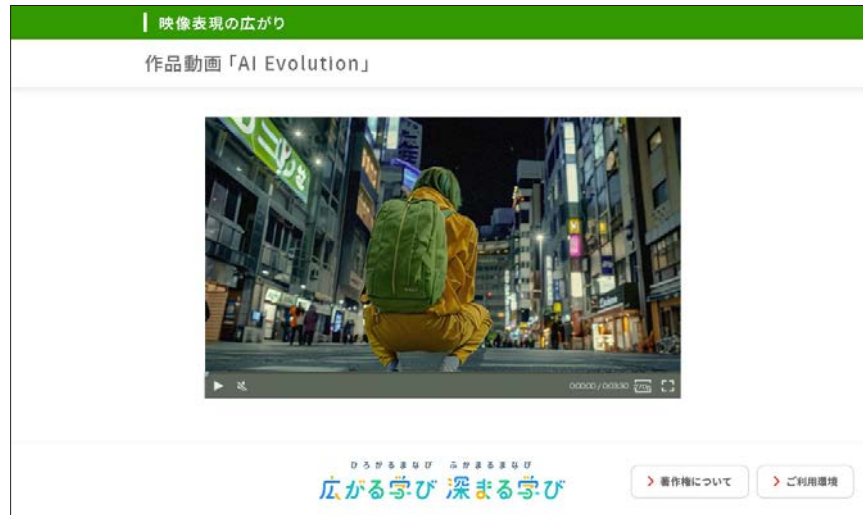 映像表現の広がり
作品動画「AI Evolution」
00:00:00 / 00:03:30
ひろがるまなび ふかまるまなび
広がる学び 深まる学び
著作権について
ご利用環境